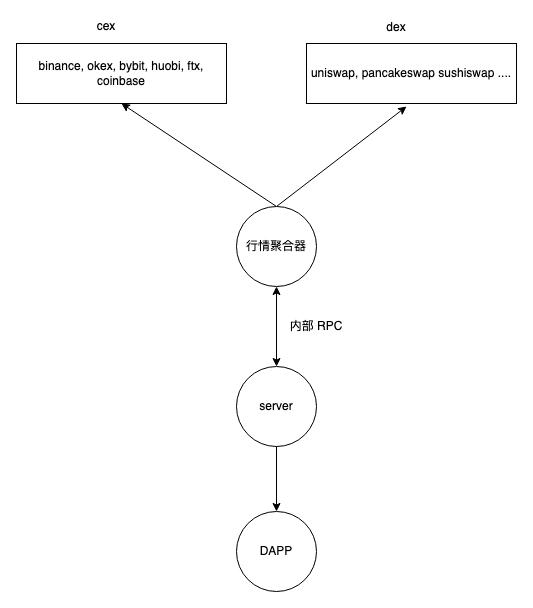 cex
dex
binance, okex, bybit, huobi, ftx,
coinbase
uniswap, pancakeswap sushiswap ....
行情聚合器
内部 RPC
server
DAPP